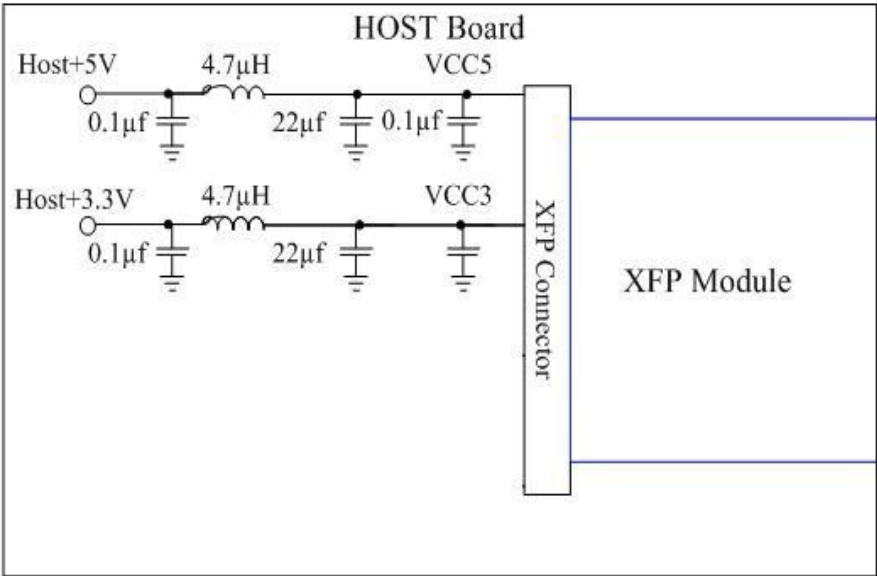 HOST Board
Host+5V 4.7µH VCC5
0.1µf 22µf 0.1µf
Host+3.3V 4.7µH VCC3
0.1µf 22µf
XFP Connector
XFP Module